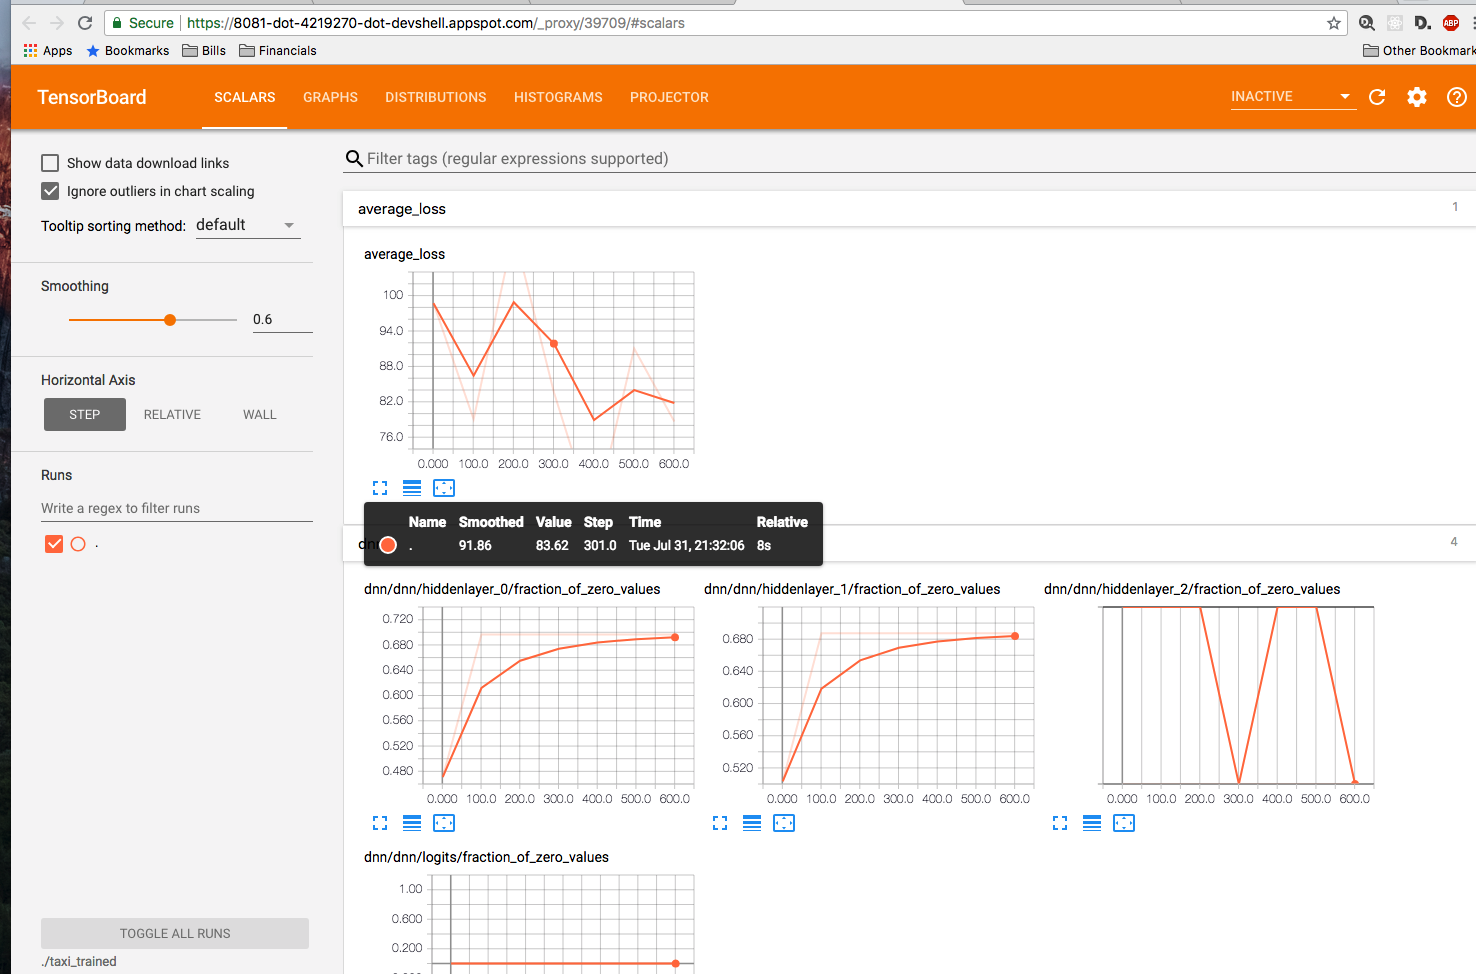 Secure https://8081-dot-4219270-dot-devshell.appspot.com/_proxy/39709/#scalars
ABP
Apps Bookmarks Bills Financials Other Bookmark
TensorBoard SCALARS GRAPHS DISTRIBUTIONS HISTOGRAMS PROJECTOR INACTIVE
Show data download links
Ignore outliers in chart scaling
Tooltip sorting method: default
Smoothing
0.6
Horizontal Axis
STEP RELATIVE WALL
Runs
Write a regex to filter runs
.
TOGGLE ALL RUNS
./taxi_trained
Filter tags (regular expressions supported)
average_loss 1
average_loss
100
94.0
88.0
82.0
76.0
0.000 100.0 200.0 300.0 400.0 500.0 600.0
Name Smoothed Value Step Time Relative
. 91.86 83.62 301.0 Tue Jul 31, 21:32:06 8s
4
dnn/dnn/hiddenlayer_0/fraction_of_zero_values
0.720
0.680
0.640
0.600
0.560
0.520
0.480
0.000 100.0 200.0 300.0 400.0 500.0 600.0
dnn/dnn/hiddenlayer_1/fraction_of_zero_values
0.680
0.640
0.600
0.560
0.520
0.000 100.0 200.0 300.0 400.0 500.0 600.0
dnn/dnn/hiddenlayer_2/fraction_of_zero_values
0.000 100.0 200.0 300.0 400.0 500.0 600.0
dnn/dnn/logits/fraction_of_zero_values
1.00
0.600
0.200